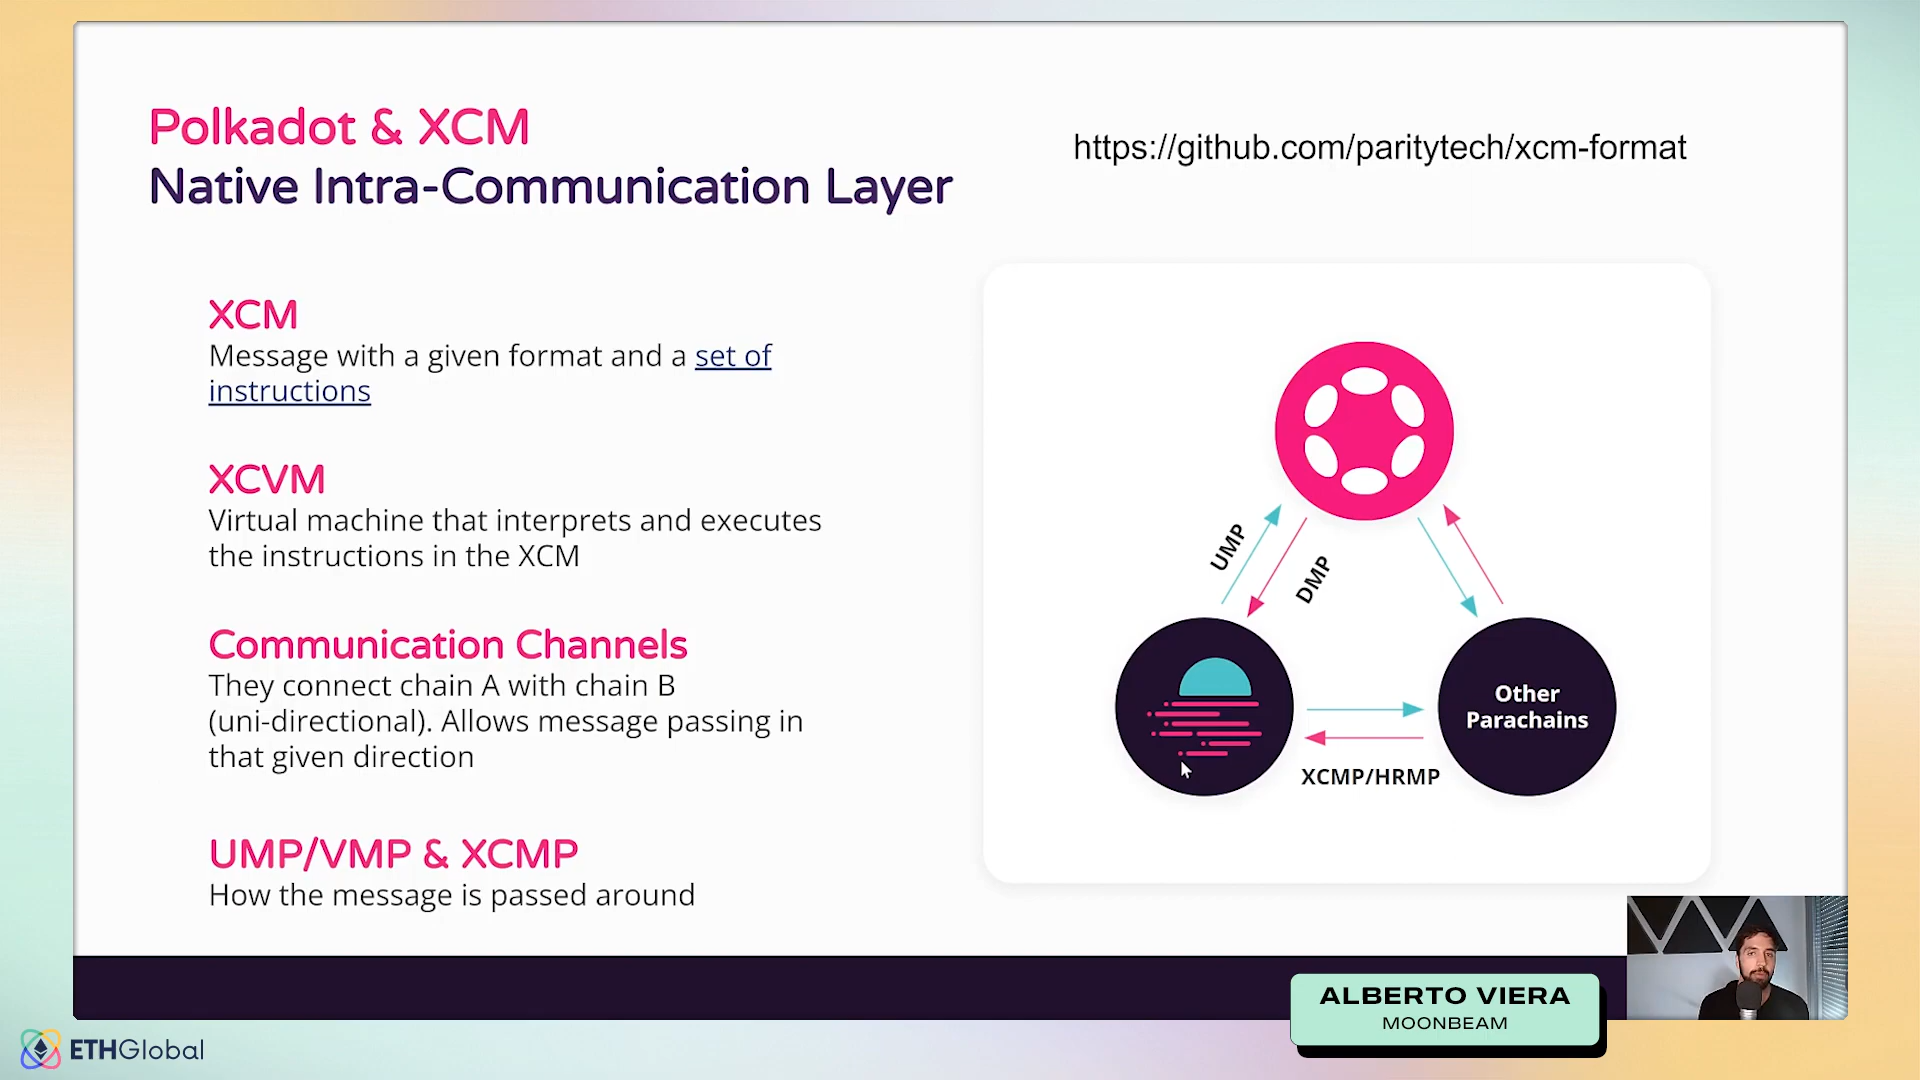 Polkadot & XCM
Native Intra-Communication Layer
https://github.com/paritytech/xcm-format
XCM
Message with a given format and a set of
instructions
XCVM
Virtual machine that interprets and executes
the instructions in the XCM
Communication Channels
They connect chain A with chain B
(uni-directional). Allows message passing in
that given direction
UMP/VMP & XCMP
How the message is passed around
UMP
DMP
Other
Parachains
XCMP/HRMP
ALBERTO VIERA
MOONBEAM
ETHGlobal